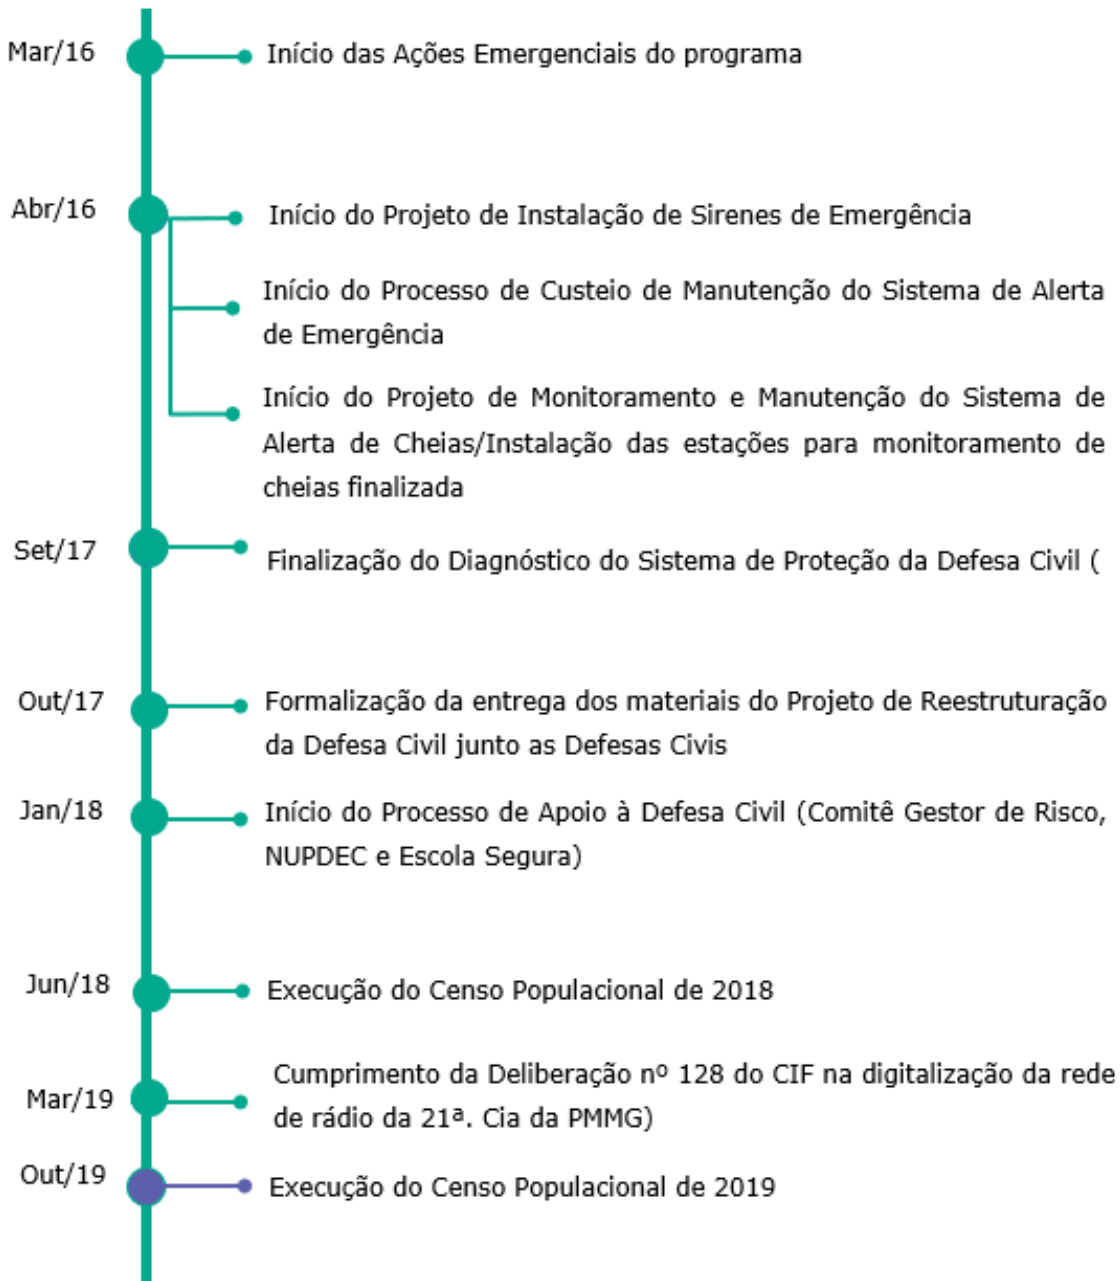 Mar/16
Início das Ações Emergenciais do programa
Abr/16
Início do Projeto de Instalação de Sirenes de Emergência
Início do Processo de Custeio de Manutenção do Sistema de Alerta
de Emergência
Início do Projeto de Monitoramento e Manutenção do Sistema de
Alerta de Cheias/Instalação das estações para monitoramento de
cheias finalizada
Set/17
Finalização do Diagnóstico do Sistema de Proteção da Defesa Civil (
Out/17
Formalização da entrega dos materiais do Projeto de Reestruturação
da Defesa Civil junto as Defesas Civis
Jan/18
Início do Processo de Apoio à Defesa Civil (Comitê Gestor de Risco,
NUPDEC e Escola Segura)
Jun/18
Execução do Censo Populacional de 2018
Mar/19
Cumprimento da Deliberação nº 128 do CIF na digitalização da rede
de rádio da 21ª. Cia da PMMG)
Out/19
Execução do Censo Populacional de 2019